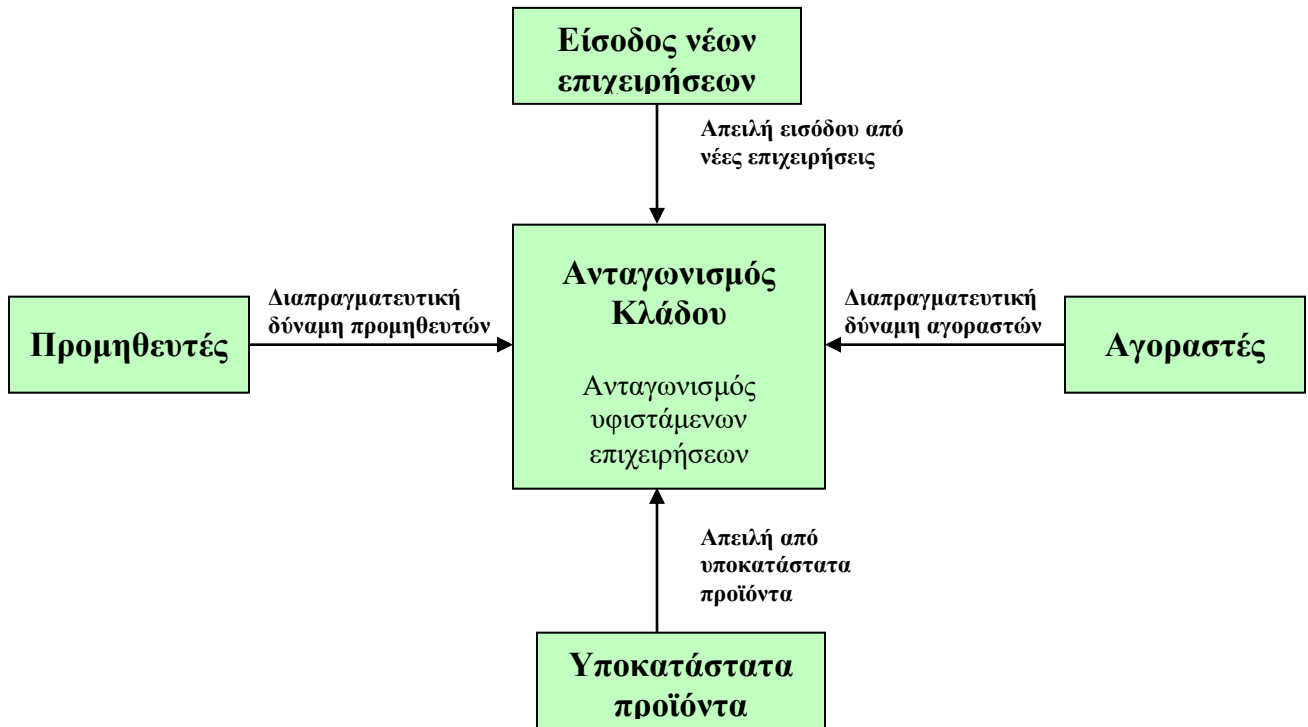 Είσοδος νέων
επιχειρήσεων
Απειλή εισόδου από
νέες επιχειρήσεις
Προμηθευτές
Διαπραγματευτική
δύναμη προμηθευτών
Ανταγωνισμός
Κλάδου
Ανταγωνισμός
υφιστάμενων
επιχειρήσεων
Διαπραγματευτική
δύναμη αγοραστών
Αγοραστές
Απειλή από
υποκατάστατα
προϊόντα
Υποκατάστατα
προϊόντα